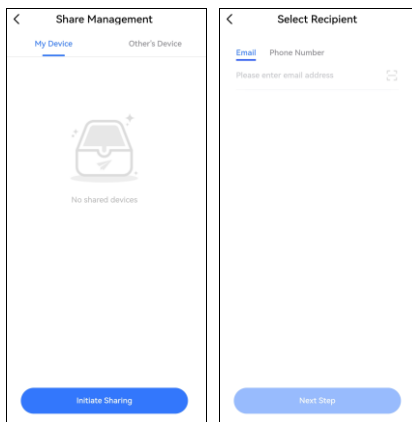 Share Management
My Device
Other's Device
No shared devices
Initiate Sharing
Select Recipient
Email
Phone Number
Please enter email address
Next Step